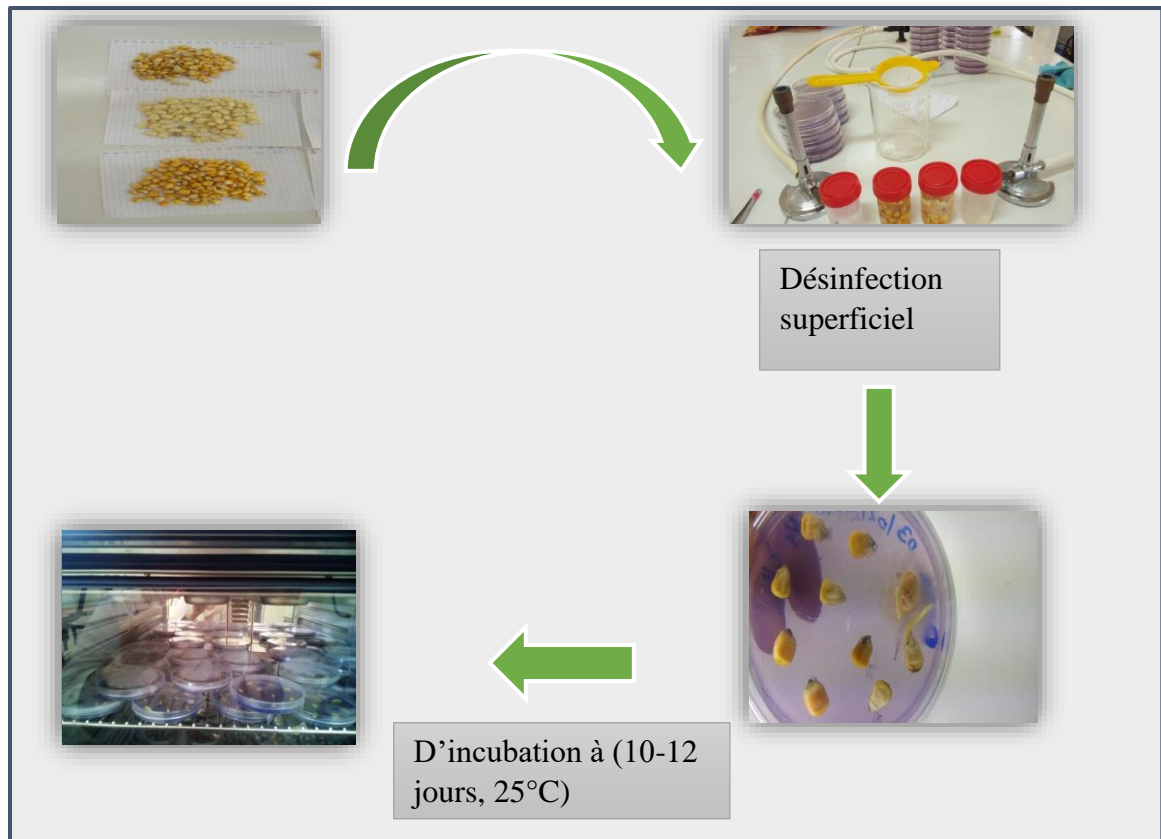 Désinfection
superficiel
D'incubation à (10-12
jours, 25°C)